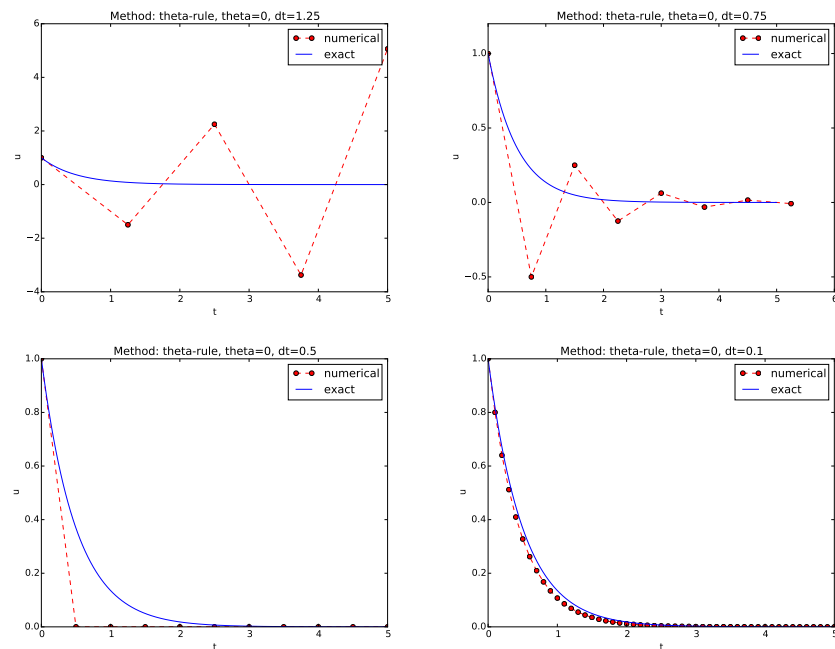 Method: theta-rule, theta=0, dt=1.25
numerical
exact
6
4
2
0
−2
−4
u
0
1
2
3
4
5
t
Method: theta-rule, theta=0, dt=0.75
numerical
exact
1.0
0.5
0.0
−0.5
u
0
1
2
3
4
5
6
t
Method: theta-rule, theta=0, dt=0.5
numerical
exact
1.0
0.8
0.6
0.4
0.2
0.0
u
0
1
2
3
4
5
t
Method: theta-rule, theta=0, dt=0.1
numerical
exact
1.0
0.8
0.6
0.4
0.2
0.0
u
0
1
2
3
4
5
t